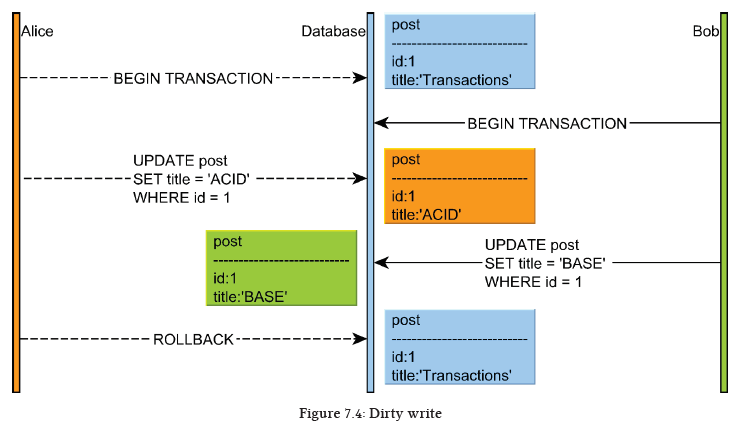 Alice
Database
Bob
post
----------------------------
id:1
title:'Transactions'
BEGIN TRANSACTION
BEGIN TRANSACTION
UPDATE post
SET title = 'ACID'
WHERE id = 1
post
----------------------------
id:1
title:'ACID'
UPDATE post
SET title = 'BASE'
WHERE id = 1
post
----------------------------
id:1
title:'BASE'
ROLLBACK
post
----------------------------
id:1
title:'Transactions'
Figure 7.4: Dirty write